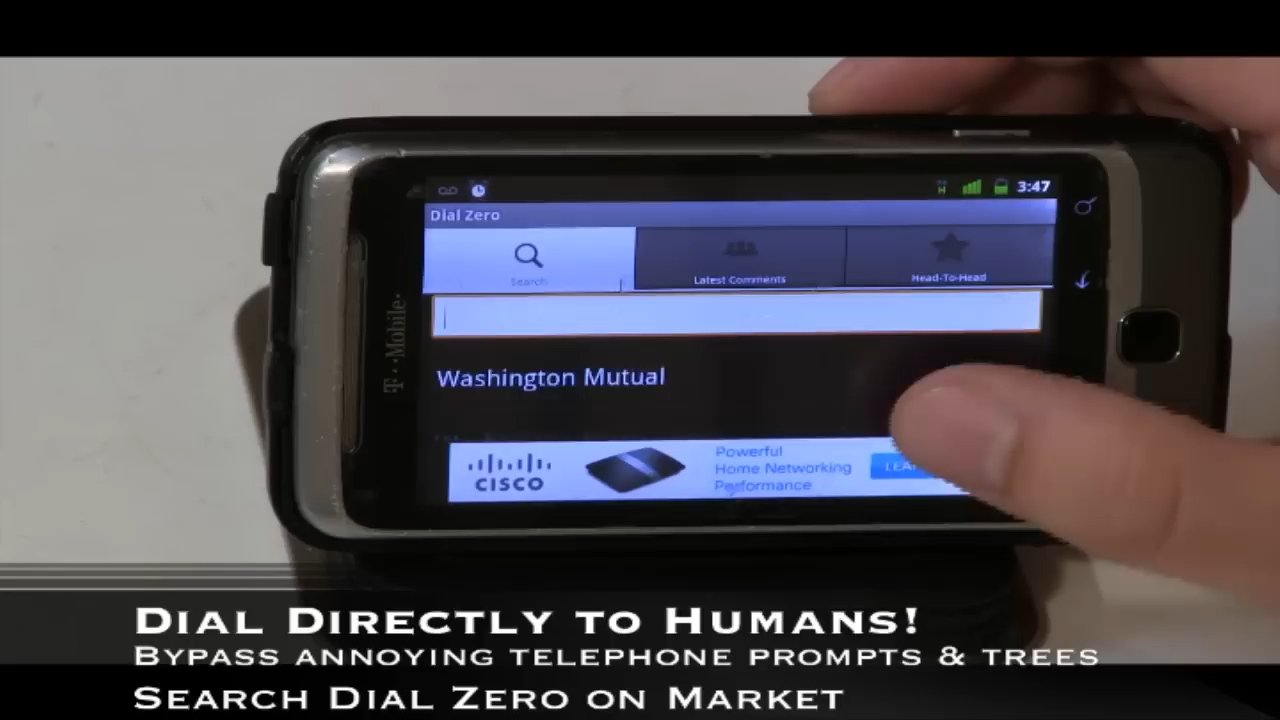 3:47
Dial Zero
Search
Latest Comments
Head-To-Head
T··Mobile·
Washington Mutual
CISCO
Powerful
Home Networking
Performance
DIAL DIRECTLY TO HUMANS!
BYPASS ANNOYING TELEPHONE PROMPTS & TREES
SEARCH DIAL ZERO ON MARKET